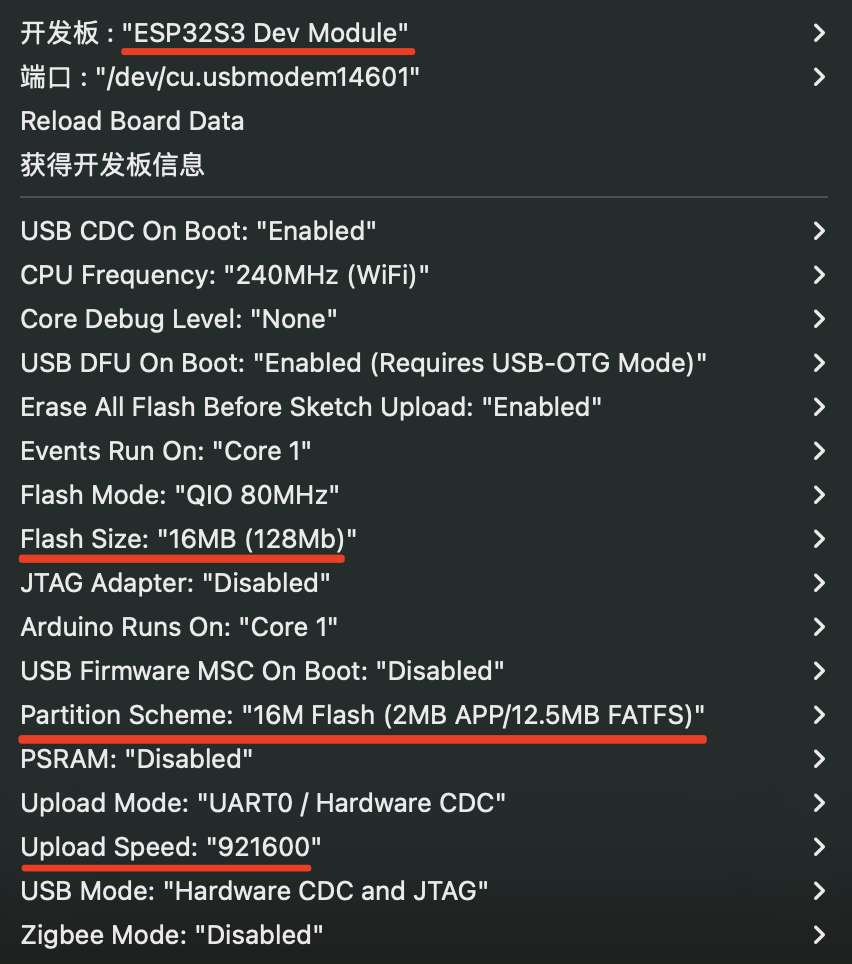 开发板 : "ESP32S3 Dev Module"
端口 : "/dev/cu.usbmodem14601"
Reload Board Data
获得开发板信息
USB CDC On Boot: "Enabled"
CPU Frequency: "240MHz (WiFi)"
Core Debug Level: "None"
USB DFU On Boot: "Enabled (Requires USB-OTG Mode)"
Erase All Flash Before Sketch Upload: "Enabled"
Events Run On: "Core 1"
Flash Mode: "QIO 80MHz"
Flash Size: "16MB (128Mb)"
JTAG Adapter: "Disabled"
Arduino Runs On: "Core 1"
USB Firmware MSC On Boot: "Disabled"
Partition Scheme: "16M Flash (2MB APP/12.5MB FATFS)"
PSRAM: "Disabled"
Upload Mode: "UART0 / Hardware CDC"
Upload Speed: "921600"
USB Mode: "Hardware CDC and JTAG"
Zigbee Mode: "Disabled"